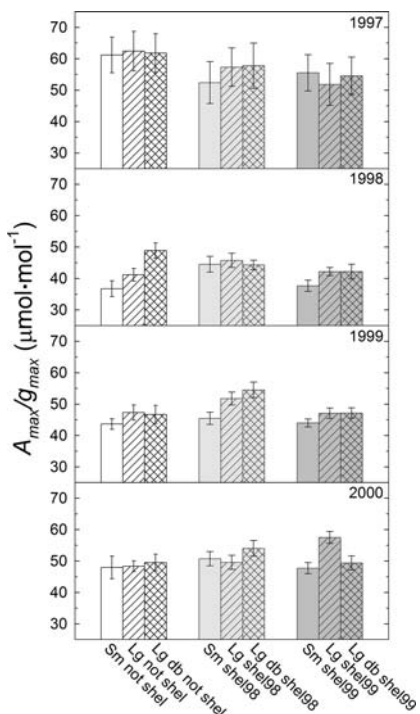 1997
70
60
50
40
30
1998
70
60
50
40
30
1999
70
60
50
40
30
2000
70
60
50
40
30
A_max/g_max (μmol·mol⁻¹)
Sm not shel
Lg not shel
Lg db not shel
Sm shel98
Lg shel98
Lg db shel98
Sm shel99
Lg shel99
Lg db shel99